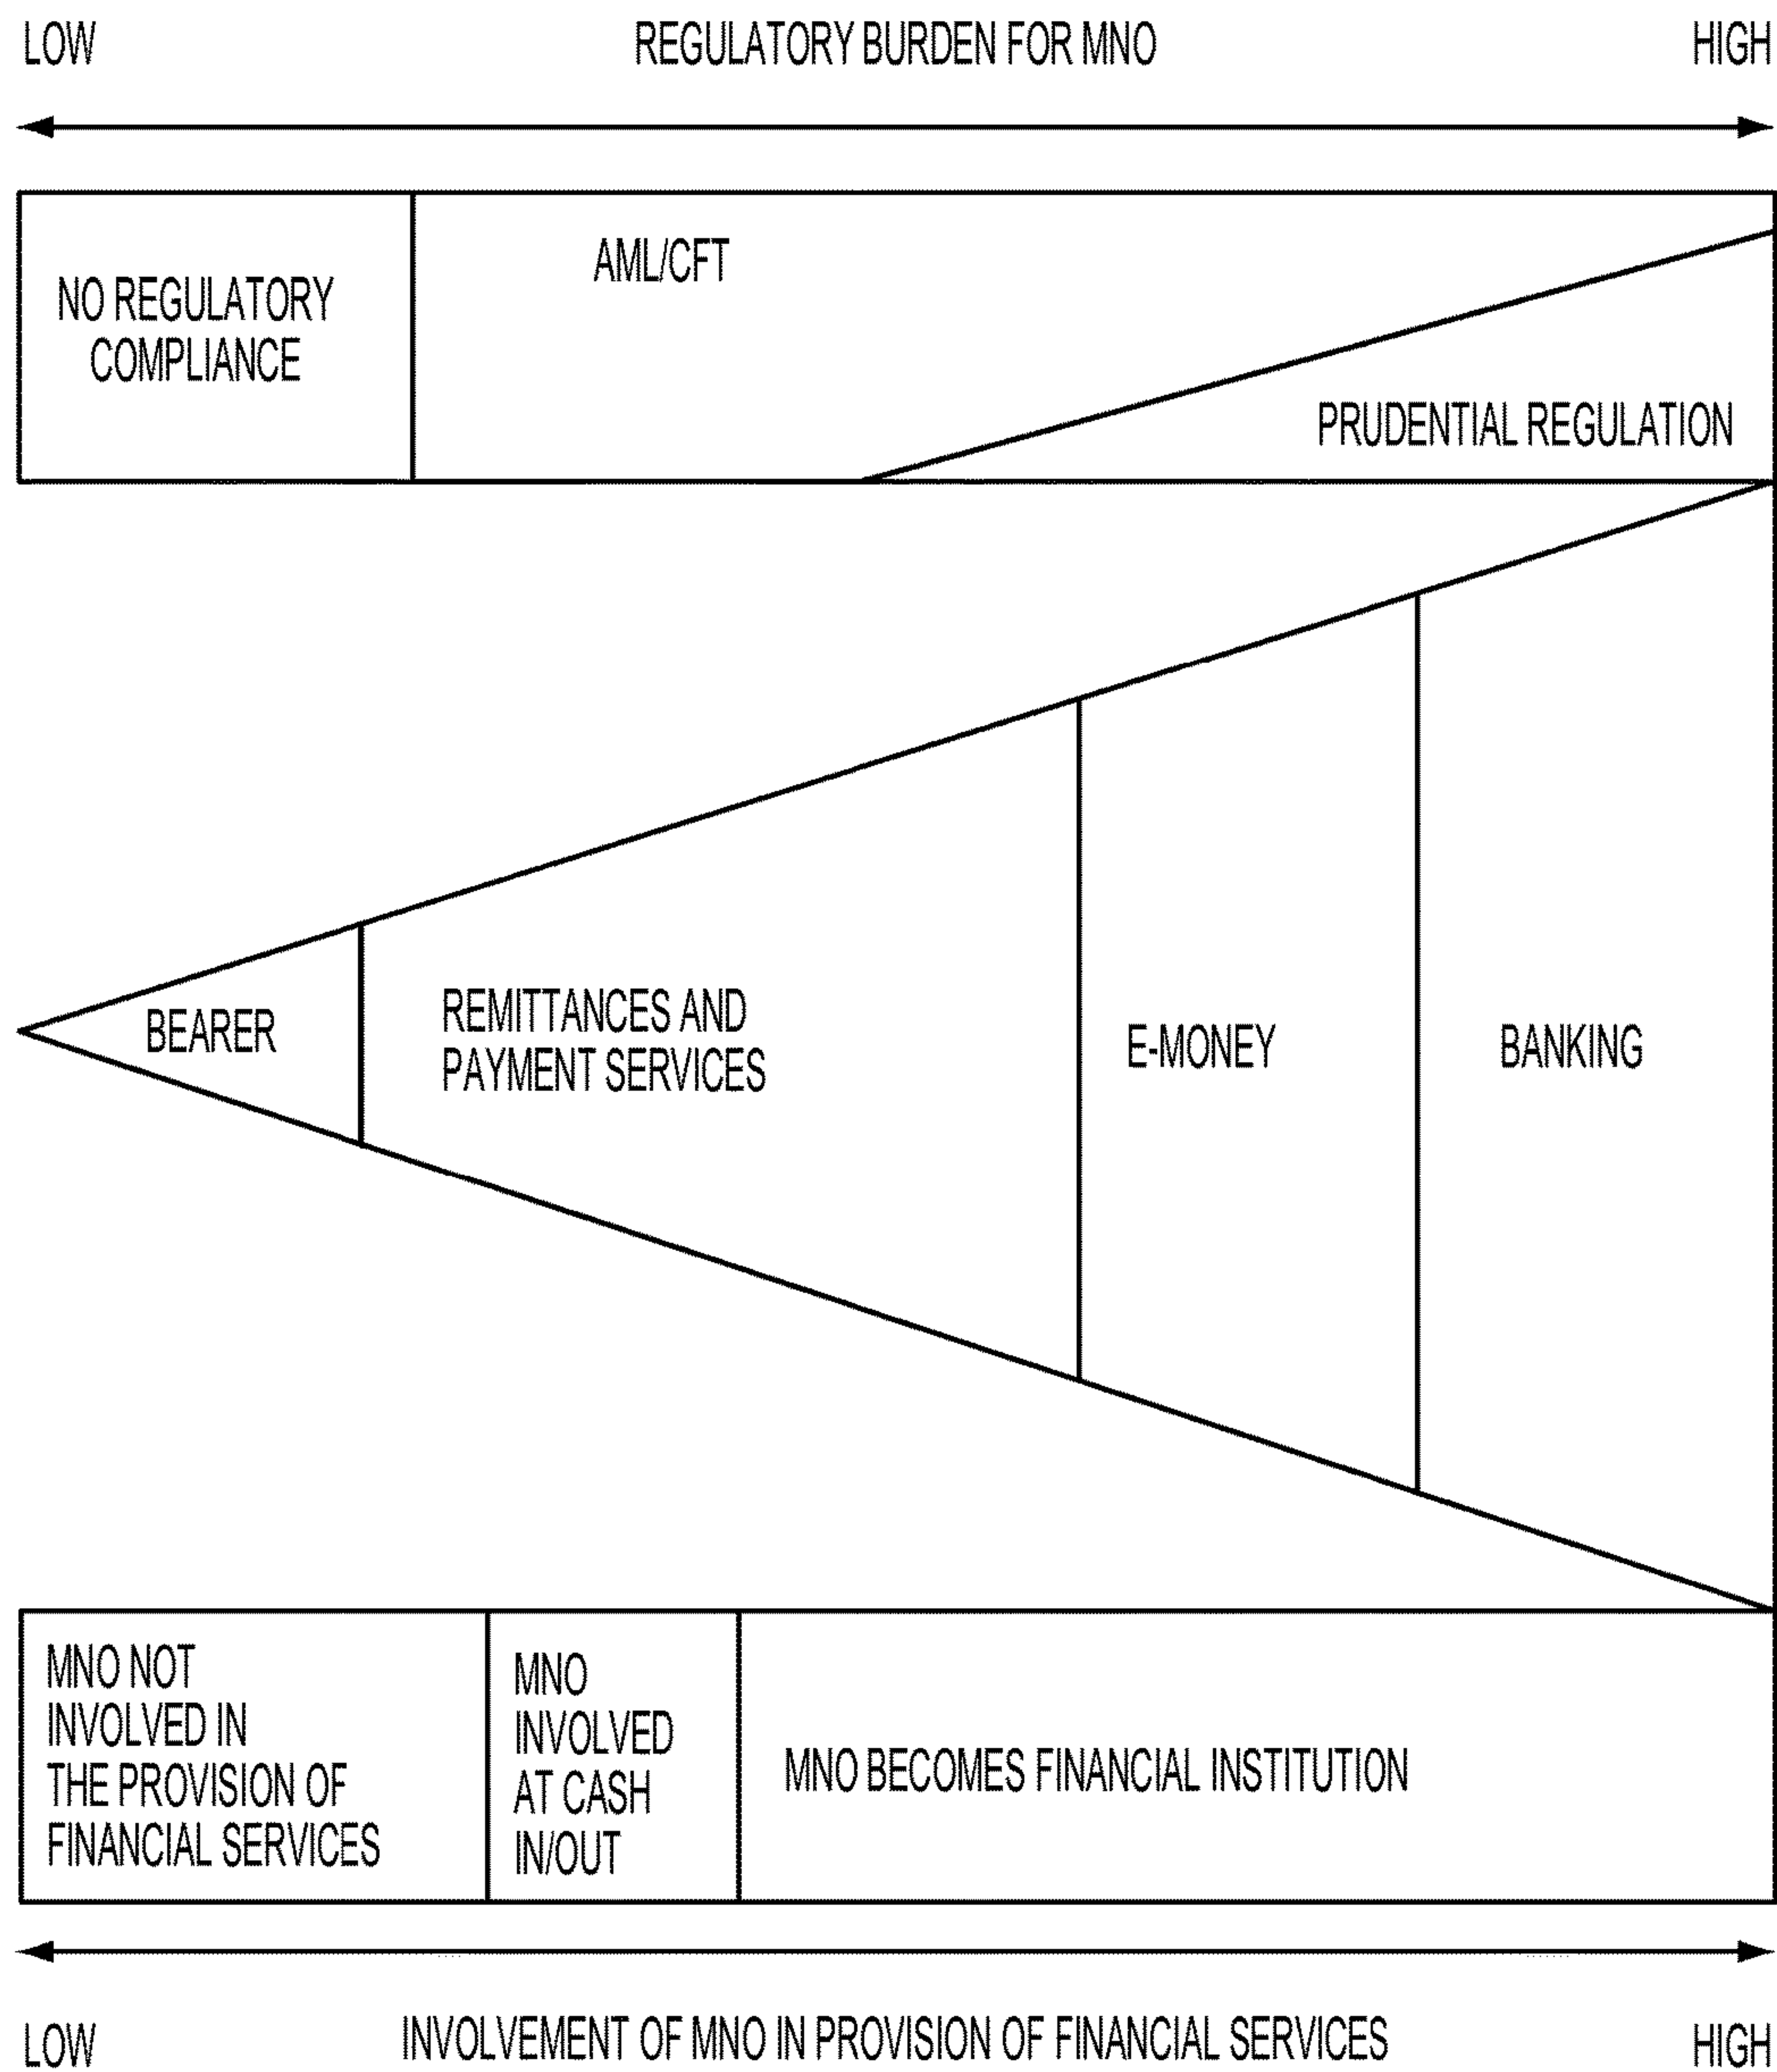 LOW
REGULATORY BURDEN FOR MNO
HIGH
NO REGULATORY
COMPLIANCE
AML/CFT
PRUDENTIAL REGULATION
BEARER
REMITTANCES AND
PAYMENT SERVICES
E-MONEY
BANKING
MNO NOT
INVOLVED IN
THE PROVISION OF
FINANCIAL SERVICES
MNO
INVOLVED
AT CASH
IN/OUT
MNO BECOMES FINANCIAL INSTITUTION
LOW
INVOLVEMENT OF MNO IN PROVISION OF FINANCIAL SERVICES
HIGH